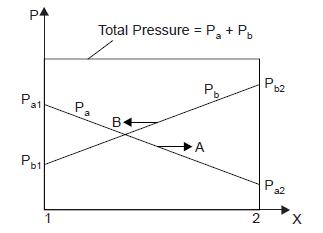 P
Total Pressure = Pa + Pb
Pa1
Pa
B
Pb
Pb2
A
Pb1
Pa2
1
2
X